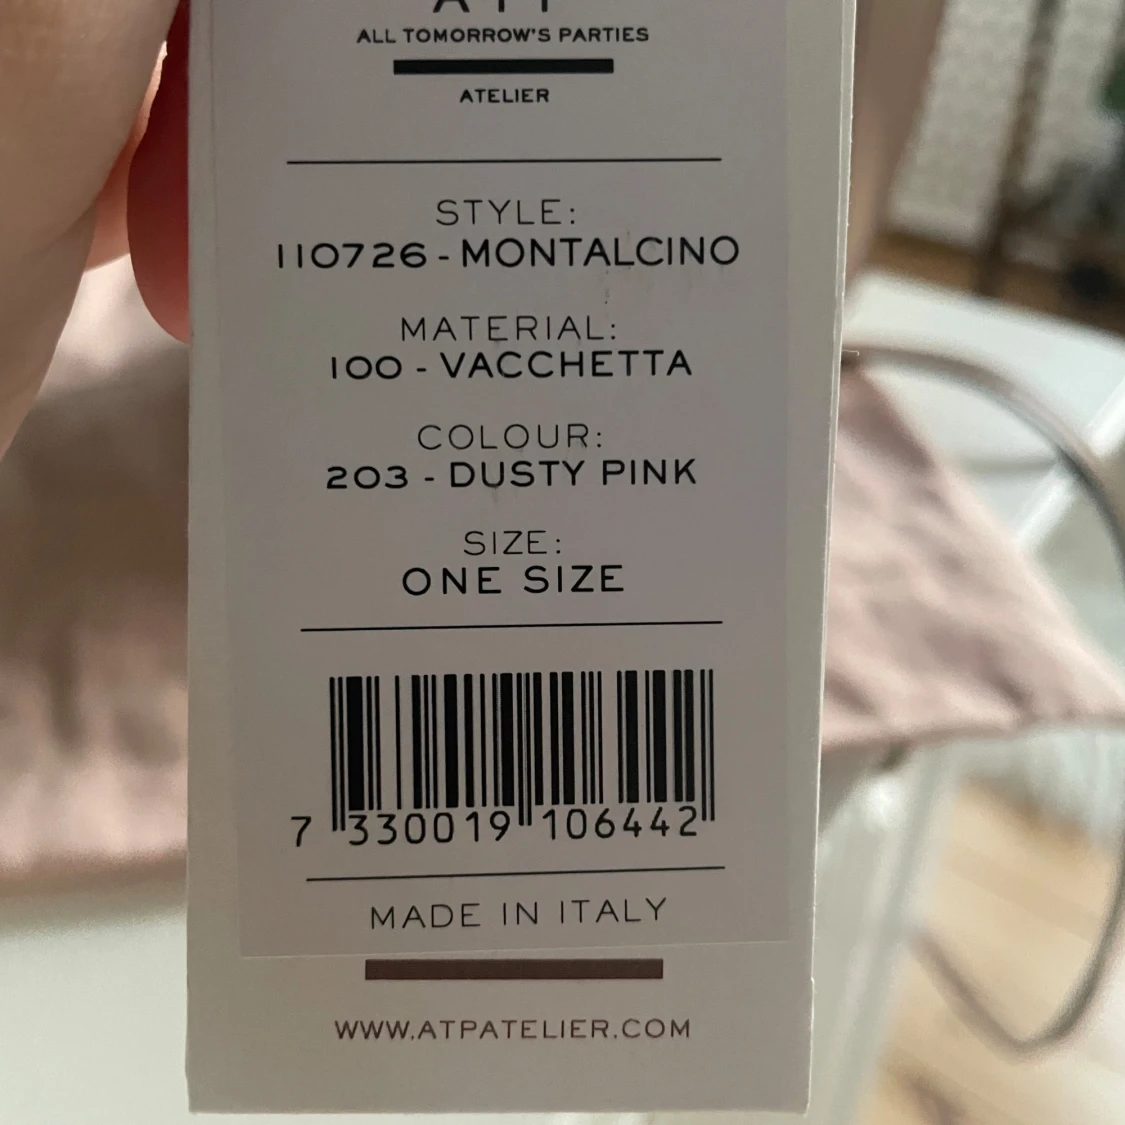 ATP
ALL TOMORROW'S PARTIES
ATELIER
STYLE:
110726 - MONTALCINO
MATERIAL:
100 - VACCHETTA
COLOUR:
203 - DUSTY PINK
SIZE:
ONE SIZE
7 330019 106442
MADE IN ITALY
WWW.ATPATELIER.COM